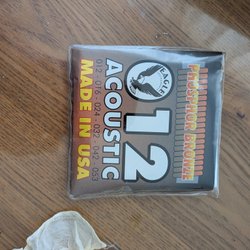 PHOSPHOR BRONZE
EAGLE
012
ACOUSTIC
MADE IN USA